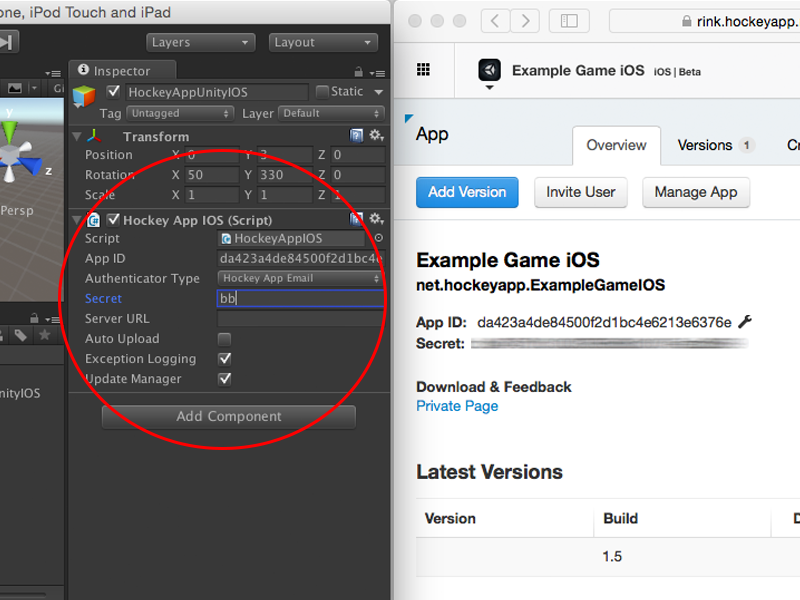 one, iPod Touch and iPad
Layers
Layout
Inspector
HockeyAppUnityIOS
Static
Tag
Untagged
Layer
Default
Transform
Position X 0 Y 3 Z 0
Rotation X 50 Y 330 Z 0
Scale X 1 Y 1 Z 1
Hockey App IOS (Script)
Script
HockeyAppIOS
App ID
da423a4de84500f2d1bc4e
Authenticator Type
Hockey App Email
Secret
bb
Server URL
Auto Upload
Exception Logging
Update Manager
Add Component
Gi
y
z
Persp
nityIOS
rink.hockeyapp.
Example Game iOS iOS | Beta
App
Overview
Versions 1
Cr
Add Version
Invite User
Manage App
Example Game iOS
net.hockeyapp.ExampleGameIOS
App ID: da423a4de84500f2d1bc4e6213e6376e
Secret:
Download & Feedback
Private Page
Latest Versions
Version
Build
D
1.5